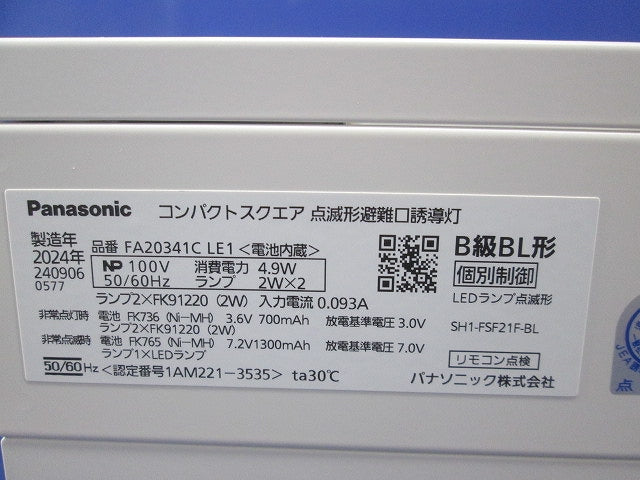 Panasonic コンパクトスクエア 点滅形避難口誘導灯
製造年
2024年
240906
0577
品番 FA20341C LE1 <電池内蔵>
NP 100V 消費電力 4.9W
50/60Hz ランプ 2W×2
ランプ2×FK91220 (2W) 入力電流 0.093A
非常点灯時 電池 FK736 (Ni-MH) 3.6V 700mAh 放電基準電圧 3.0V
ランプ2×FK91220 (2W)
非常点滅時 電池 FK765 (Ni-MH) 7.2V1300mAh 放電基準電圧 7.0V
ランプ1×LEDランプ
50/60Hz <認定番号1AM221-3535> ta30℃
B級BL形
個別制御
LEDランプ点滅形
SH1-FSF21F-BL
リモコン点検
パナソニック株式会社
JEA
点